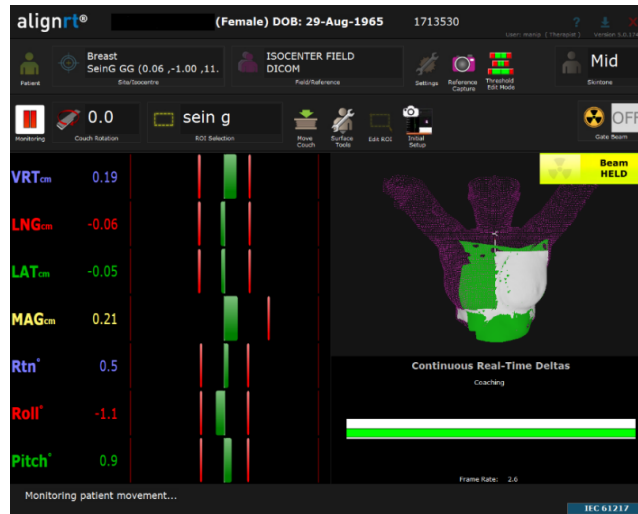 alignrt®
(Female) DOB: 29-Aug-1965
1713530
Version 5.0.174
Patient
Breast
SeinG GG (0.06 ,-1.00 ,11.
Site/Isocentre
ISOCENTER FIELD
DICOM
Field/Reference
Settings
Reference
Capture
Threshold
Edit Mode
Mid
Skintone
Monitoring
0.0
Couch Rotation
sein g
ROI Selection
Move
Couch
Surface
Tools
Edit ROI
Initial
Setup
OFF
Gate Beam
Beam
HELD
VRTcm 0.19
LNGcm -0.06
LATcm -0.05
MAGcm 0.21
Rtn° 0.5
Roll° -1.1
Pitch° 0.9
Continuous Real-Time Deltas
Coaching
Frame Rate: 2.6
Monitoring patient movement...
IEC 61217